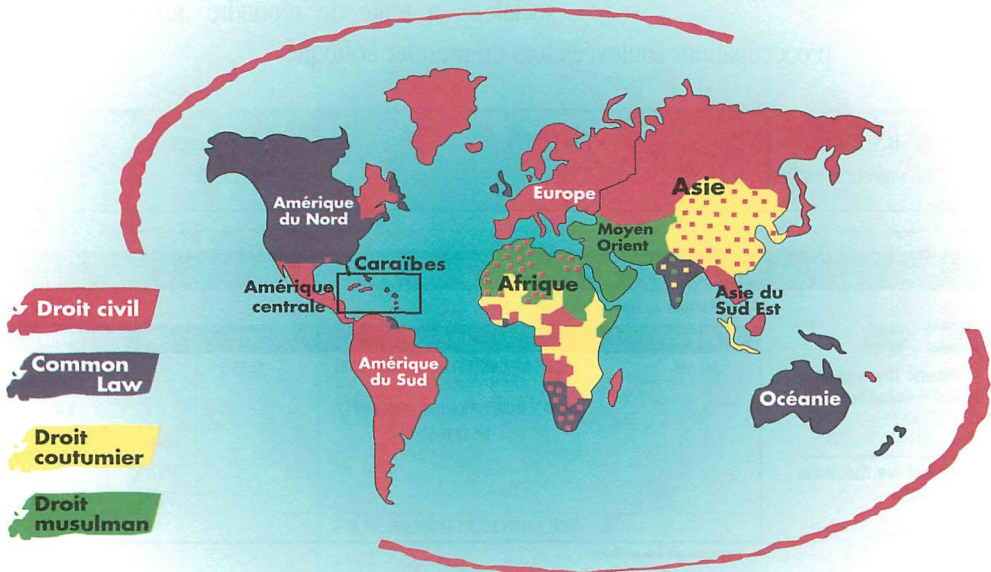 Europe
Asie
Amérique
du Nord
Moyen
Orient
Caraïbes
Amérique
centrale
Afrique
Asie du
Sud Est
Droit civil
Common
Law
Amérique
du Sud
Océanie
Droit
coutumier
Droit
musulman